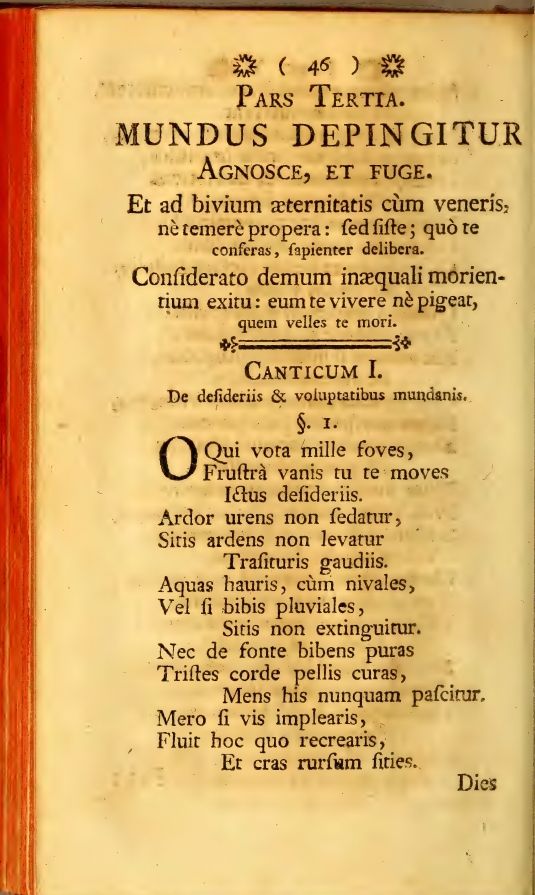 ( 46 )
PARS TERTIA.
MUNDUS DEPINGITUR
AGNOSCE, ET FUGE.
Et ad bivium æternitatis cùm veneris,
nè temerè propera: ſed ſiſte; quò te
conferas, ſapienter delibera.
Conſiderato demum inæquali morien-
tium exitu: eum te vivere nè pigeat,
quem velles te mori.
CANTICUM I.
De deſideriis & voluptatibus mundanis.
§. 1.
O Qui vota mille foves,
Fruſtrà vanis tu te moves
Ictus deſideriis.
Ardor urens non ſedatur,
Sitis ardens non levatur
Traſituris gaudiis.
Aquas hauris, cùm nivales,
Vel ſi bibis pluviales,
Sitis non extinguitur.
Nec de fonte bibens puras
Triſtes corde pellis curas,
Mens his nunquam paſcitur.
Mero ſi vis implearis,
Fluit hoc quo recrearis,
Et cras rurſum ſities.
Dies